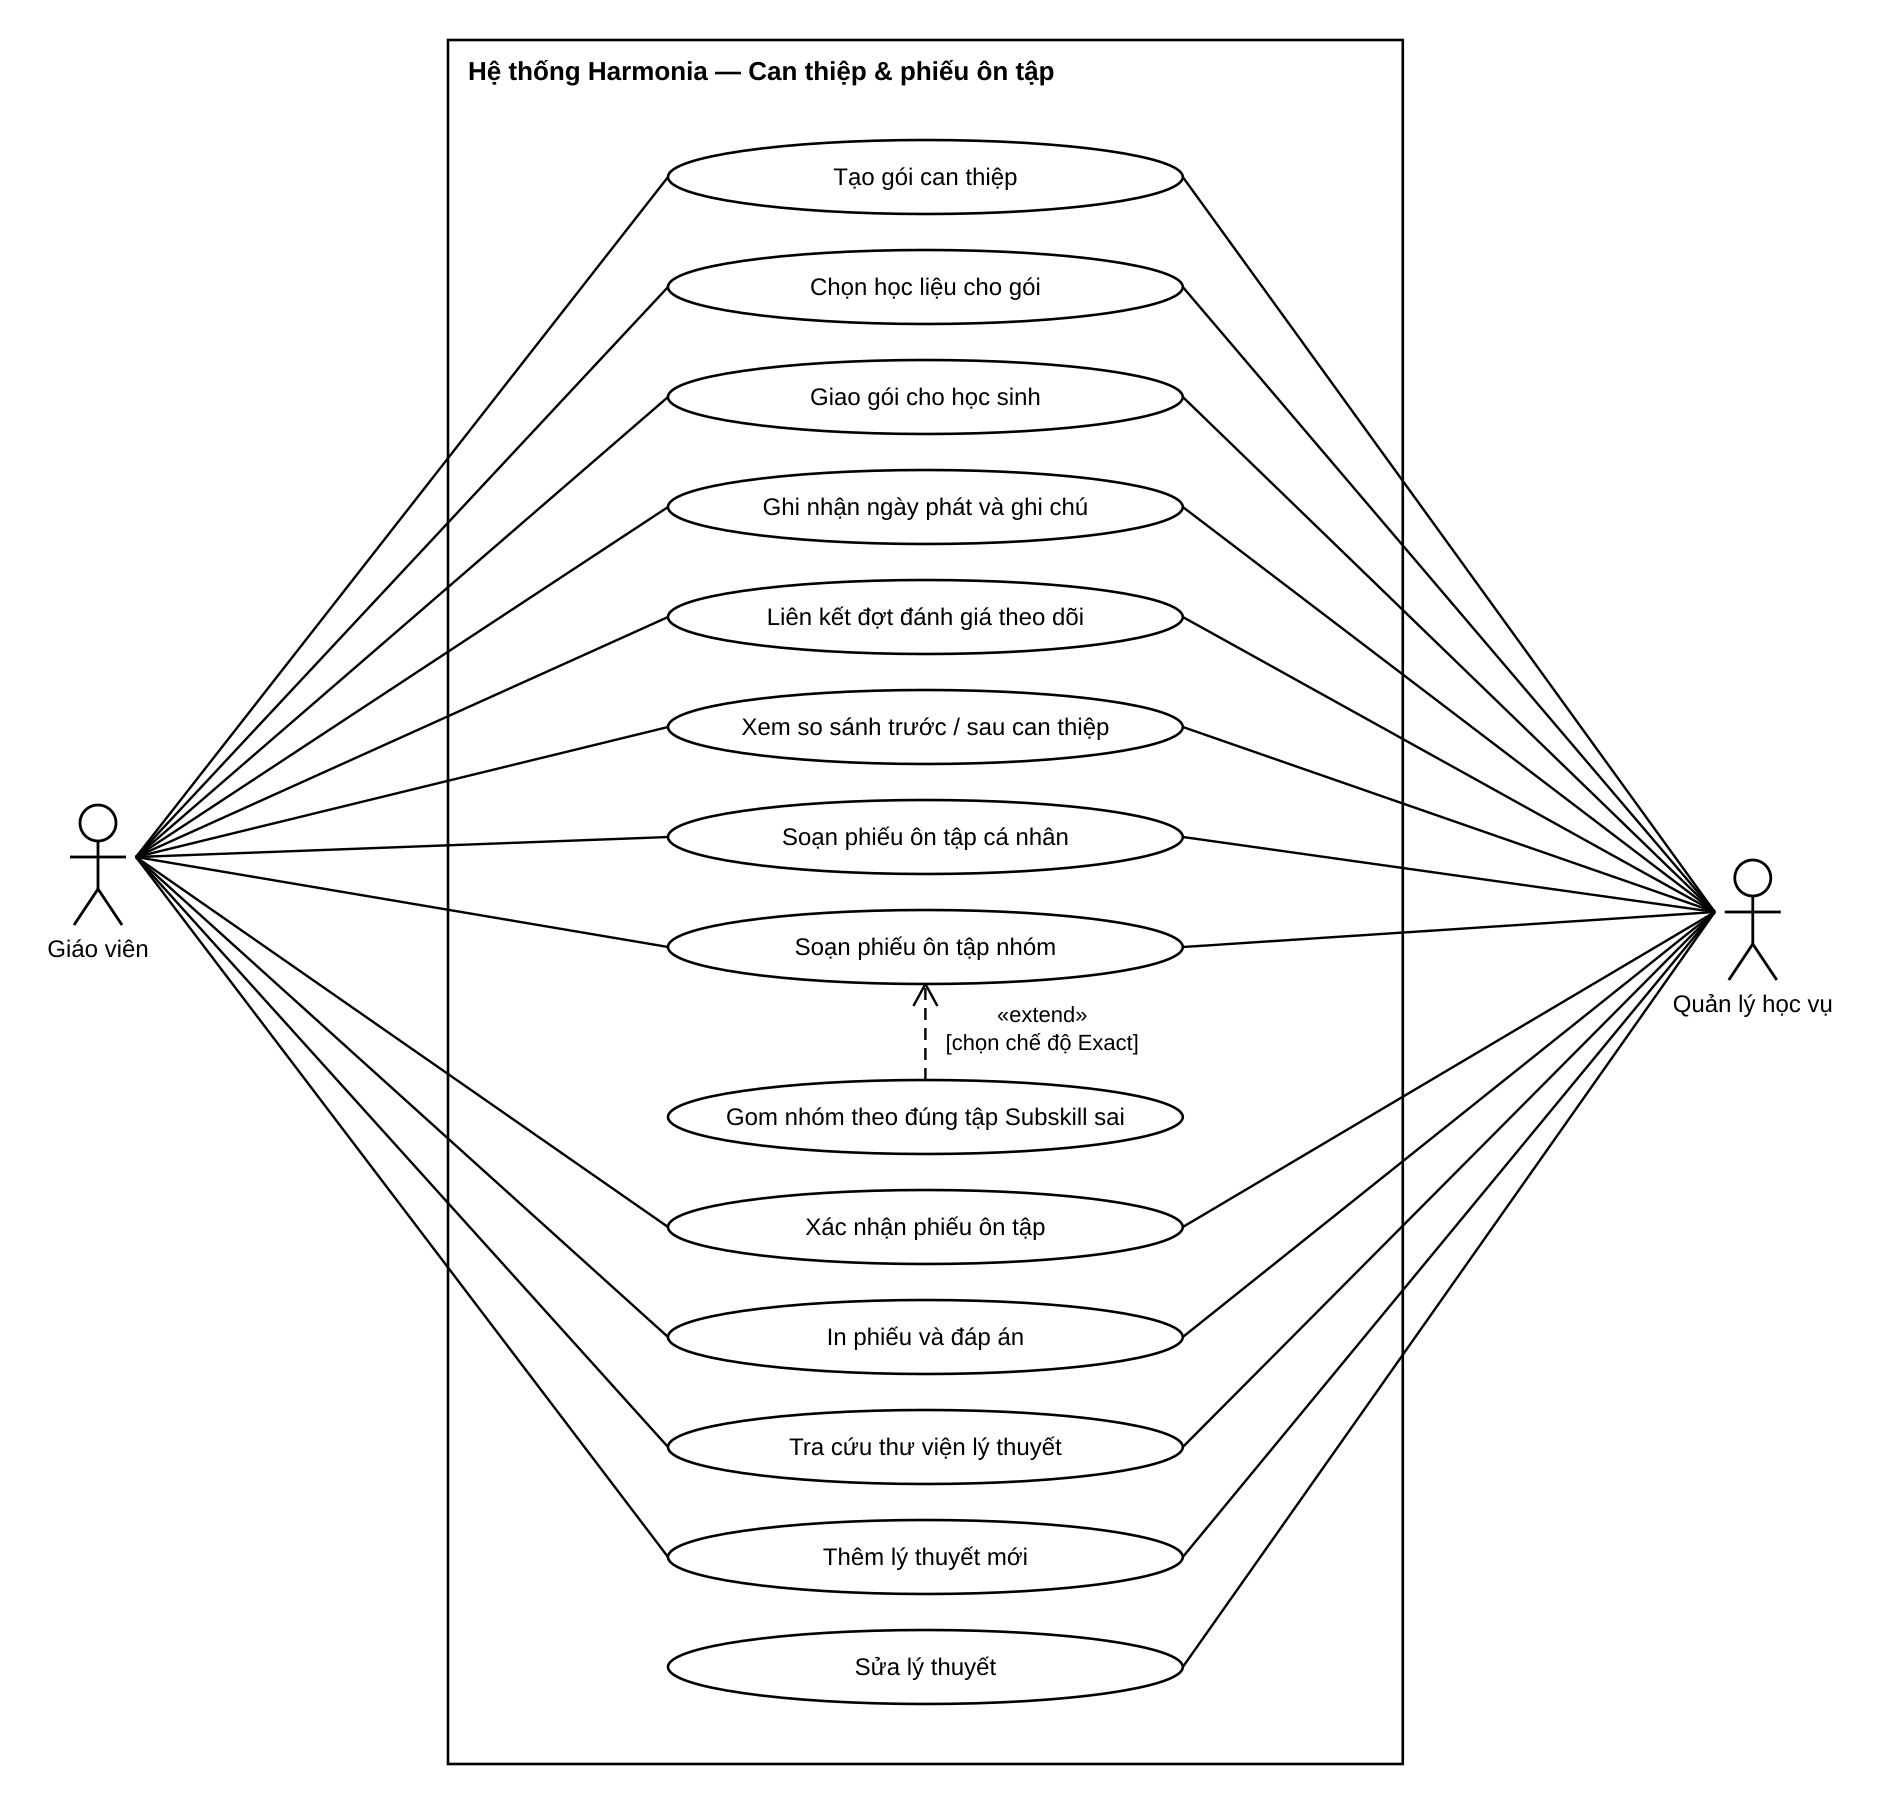 Hệ thống Harmonia — Can thiệp & phiếu ôn tập
Tạo gói can thiệp
Chọn học liệu cho gói
Giao gói cho học sinh
Ghi nhận ngày phát và ghi chú
Liên kết đợt đánh giá theo dõi
Xem so sánh trước / sau can thiệp
Soạn phiếu ôn tập cá nhân
Giáo viên
Soạn phiếu ôn tập nhóm
Quản lý học vụ
«extend»
[chọn chế độ Exact]
Gom nhóm theo đúng tập Subskill sai
Xác nhận phiếu ôn tập
In phiếu và đáp án
Tra cứu thư viện lý thuyết
Thêm lý thuyết mới
Sửa lý thuyết